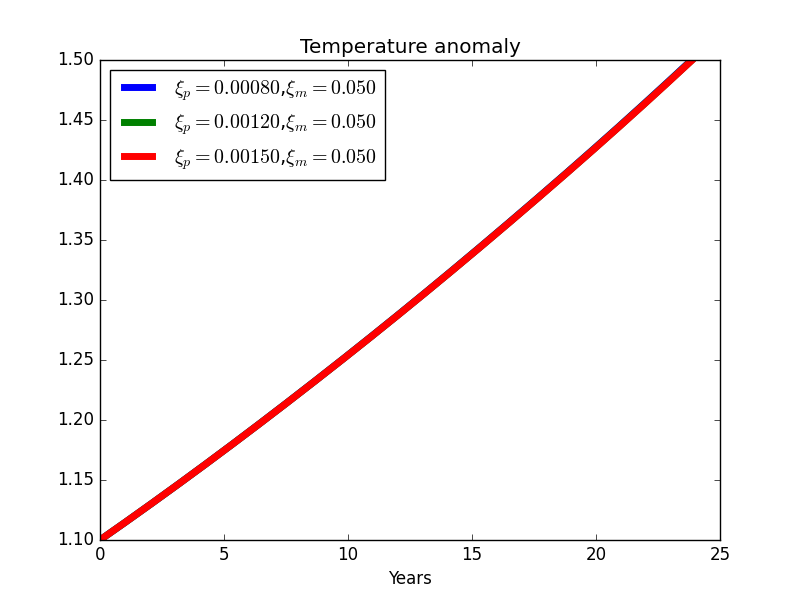 Temperature anomaly
1.50
1.45
1.40
1.35
1.30
1.25
1.20
1.15
1.10
ξp = 0.00080,ξm = 0.050
ξp = 0.00120,ξm = 0.050
ξp = 0.00150,ξm = 0.050
0 5 10 15 20 25
Years